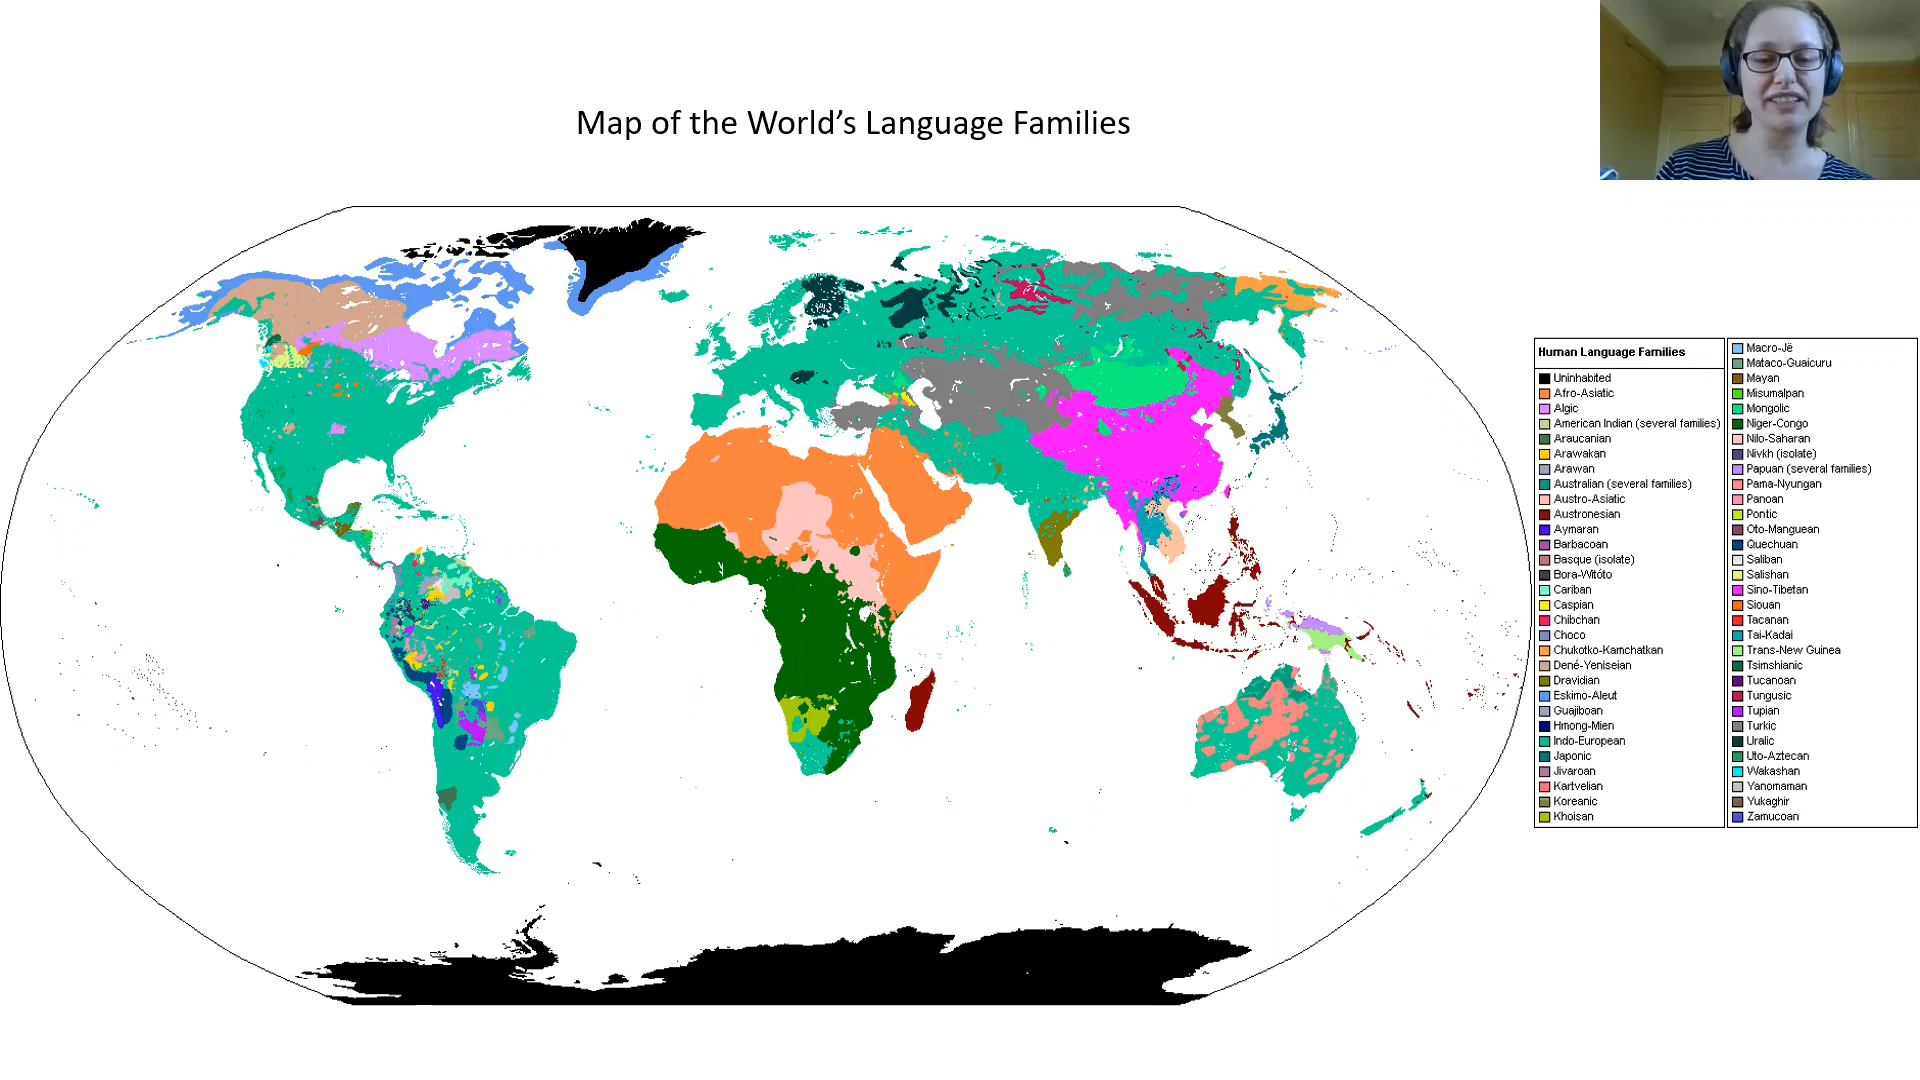 Map of the World's Language Families
Human Language Families
Uninhabited
Afro-Asiatic
Algic
American Indian (several families)
Araucanian
Arawakan
Arawan
Australian (several families)
Austro-Asiatic
Austronesian
Aymaran
Barbacoan
Basque (isolate)
Bora-Witóto
Cariban
Caspian
Chibchan
Choco
Chukotko-Kamchatkan
Dené-Yeniseian
Dravidian
Eskimo-Aleut
Guajiboan
Hmong-Mien
Indo-European
Japonic
Jivaroan
Kartvelian
Koreanic
Khoisan
Macro-Jê
Mataco-Guaicuru
Mayan
Misumalpan
Mongolic
Niger-Congo
Nilo-Saharan
Nivkh (isolate)
Papuan (several families)
Pama-Nyungan
Panoan
Pontic
Oto-Manguean
Quechuan
Saliban
Salishan
Sino-Tibetan
Siouan
Tacanan
Tai-Kadai
Trans-New Guinea
Tsimshianic
Tucanoan
Tungusic
Tupian
Turkic
Uralic
Uto-Aztecan
Wakashan
Yanomaman
Yukaghir
Zamucoan